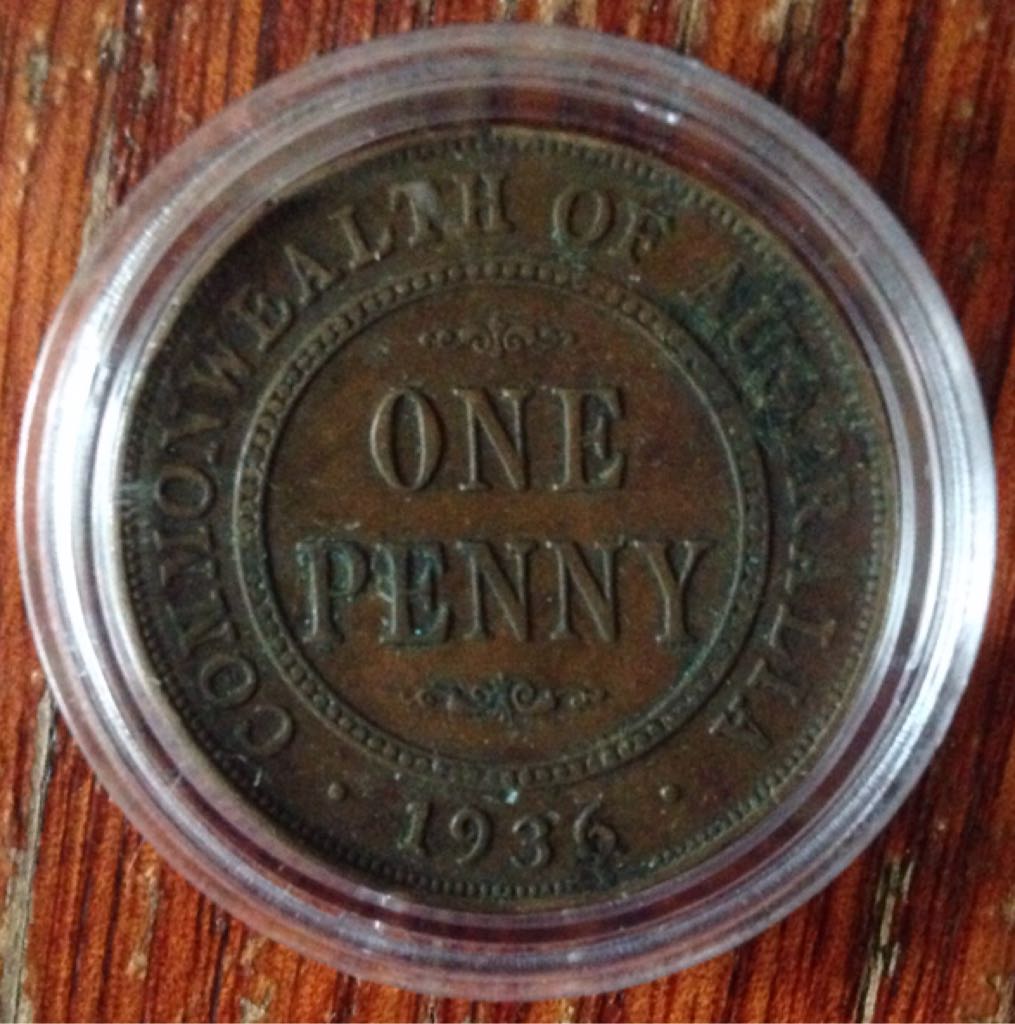 COMMONWEALTH OF AUSTRALIA
ONE
PENNY
· 1936 ·